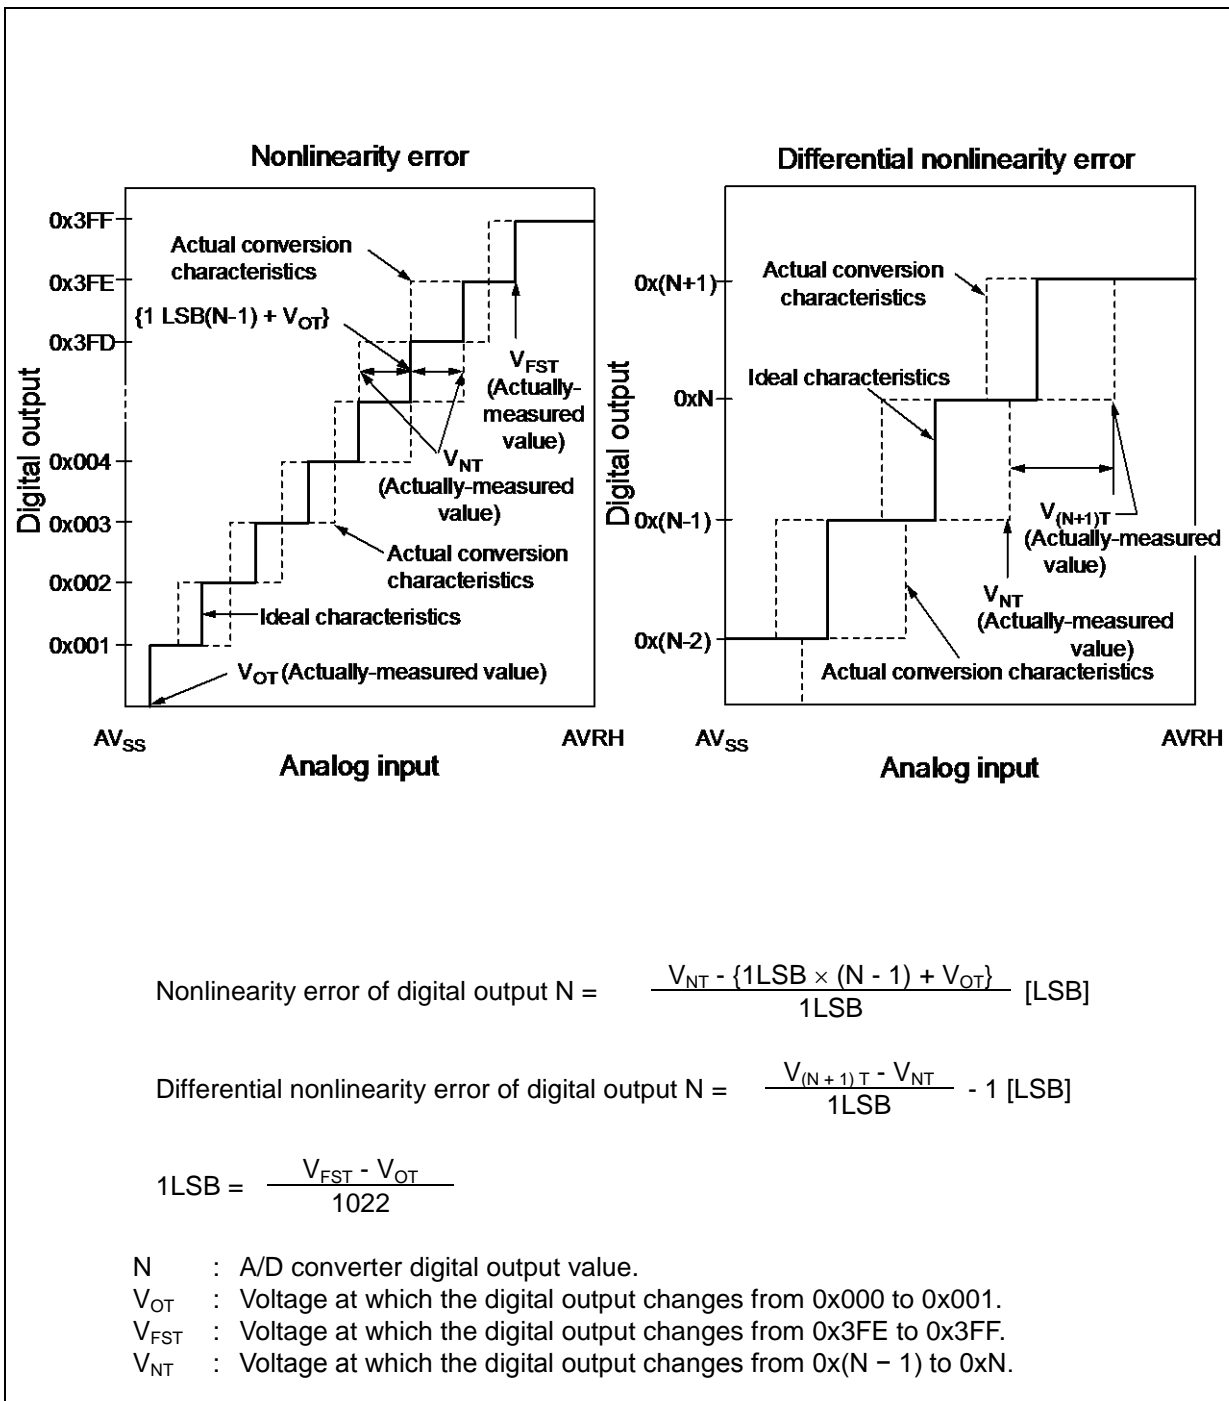 Nonlinearity error
0x3FF
0x3FE
0x3FD
0x004
0x003
0x002
0x001
Digital output
Actual conversion
characteristics
{1 LSB(N-1) + VOT}
VFST
(Actually-
measured
value)
VNT
(Actually-measured
value)
Actual conversion
characteristics
Ideal characteristics
VOT (Actually-measured value)
AVSS
AVRH
Analog input
Differential nonlinearity error
0x(N+1)
0xN
0x(N-1)
0x(N-2)
Digital output
Actual conversion
characteristics
Ideal characteristics
V(N+1)T
(Actually-measured
value)
VNT
(Actually-measured
value)
Actual conversion characteristics
AVSS
AVRH
Analog input
Nonlinearity error of digital output N = VNT - {1LSB × (N - 1) + VOT} / 1LSB [LSB]
Differential nonlinearity error of digital output N = V(N + 1) T - VNT / 1LSB - 1 [LSB]
1LSB = VFST - VOT / 1022
N : A/D converter digital output value.
VOT : Voltage at which the digital output changes from 0x000 to 0x001.
VFST : Voltage at which the digital output changes from 0x3FE to 0x3FF.
VNT : Voltage at which the digital output changes from 0x(N − 1) to 0xN.